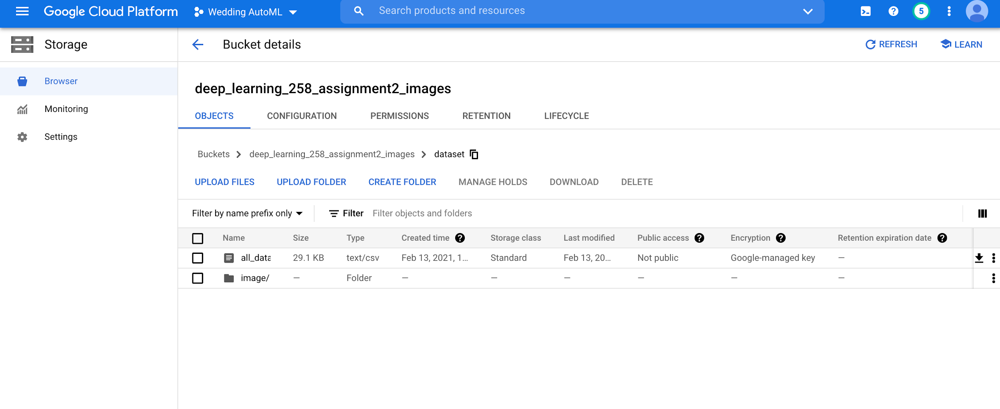 Google Cloud Platform Wedding AutoML Search products and resources 5
Storage Bucket details REFRESH LEARN
Browser
Monitoring
Settings
deep_learning_258_assignment2_images
OBJECTS CONFIGURATION PERMISSIONS RETENTION LIFECYCLE
Buckets > deep_learning_258_assignment2_images > dataset
UPLOAD FILES UPLOAD FOLDER CREATE FOLDER MANAGE HOLDS DOWNLOAD DELETE
Filter by name prefix only Filter Filter objects and folders
Name Size Type Created time ? Storage class Last modified Public access ? Encryption ? Retention expiration date ?
all_data 29.1 KB text/csv Feb 13, 2021, 1... Standard Feb 13, 20... Not public Google-managed key —
image/ — Folder — — — — — —